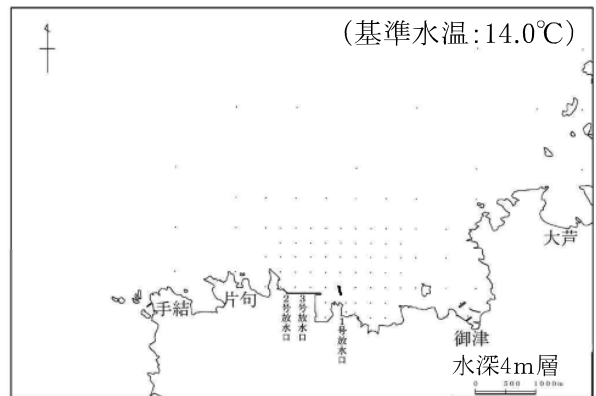 （基準水温:14.0℃）
大芦
片句
手結
2号放水口
3号放水口
1号放水口
御津
水深4ｍ層
0 500 1000m